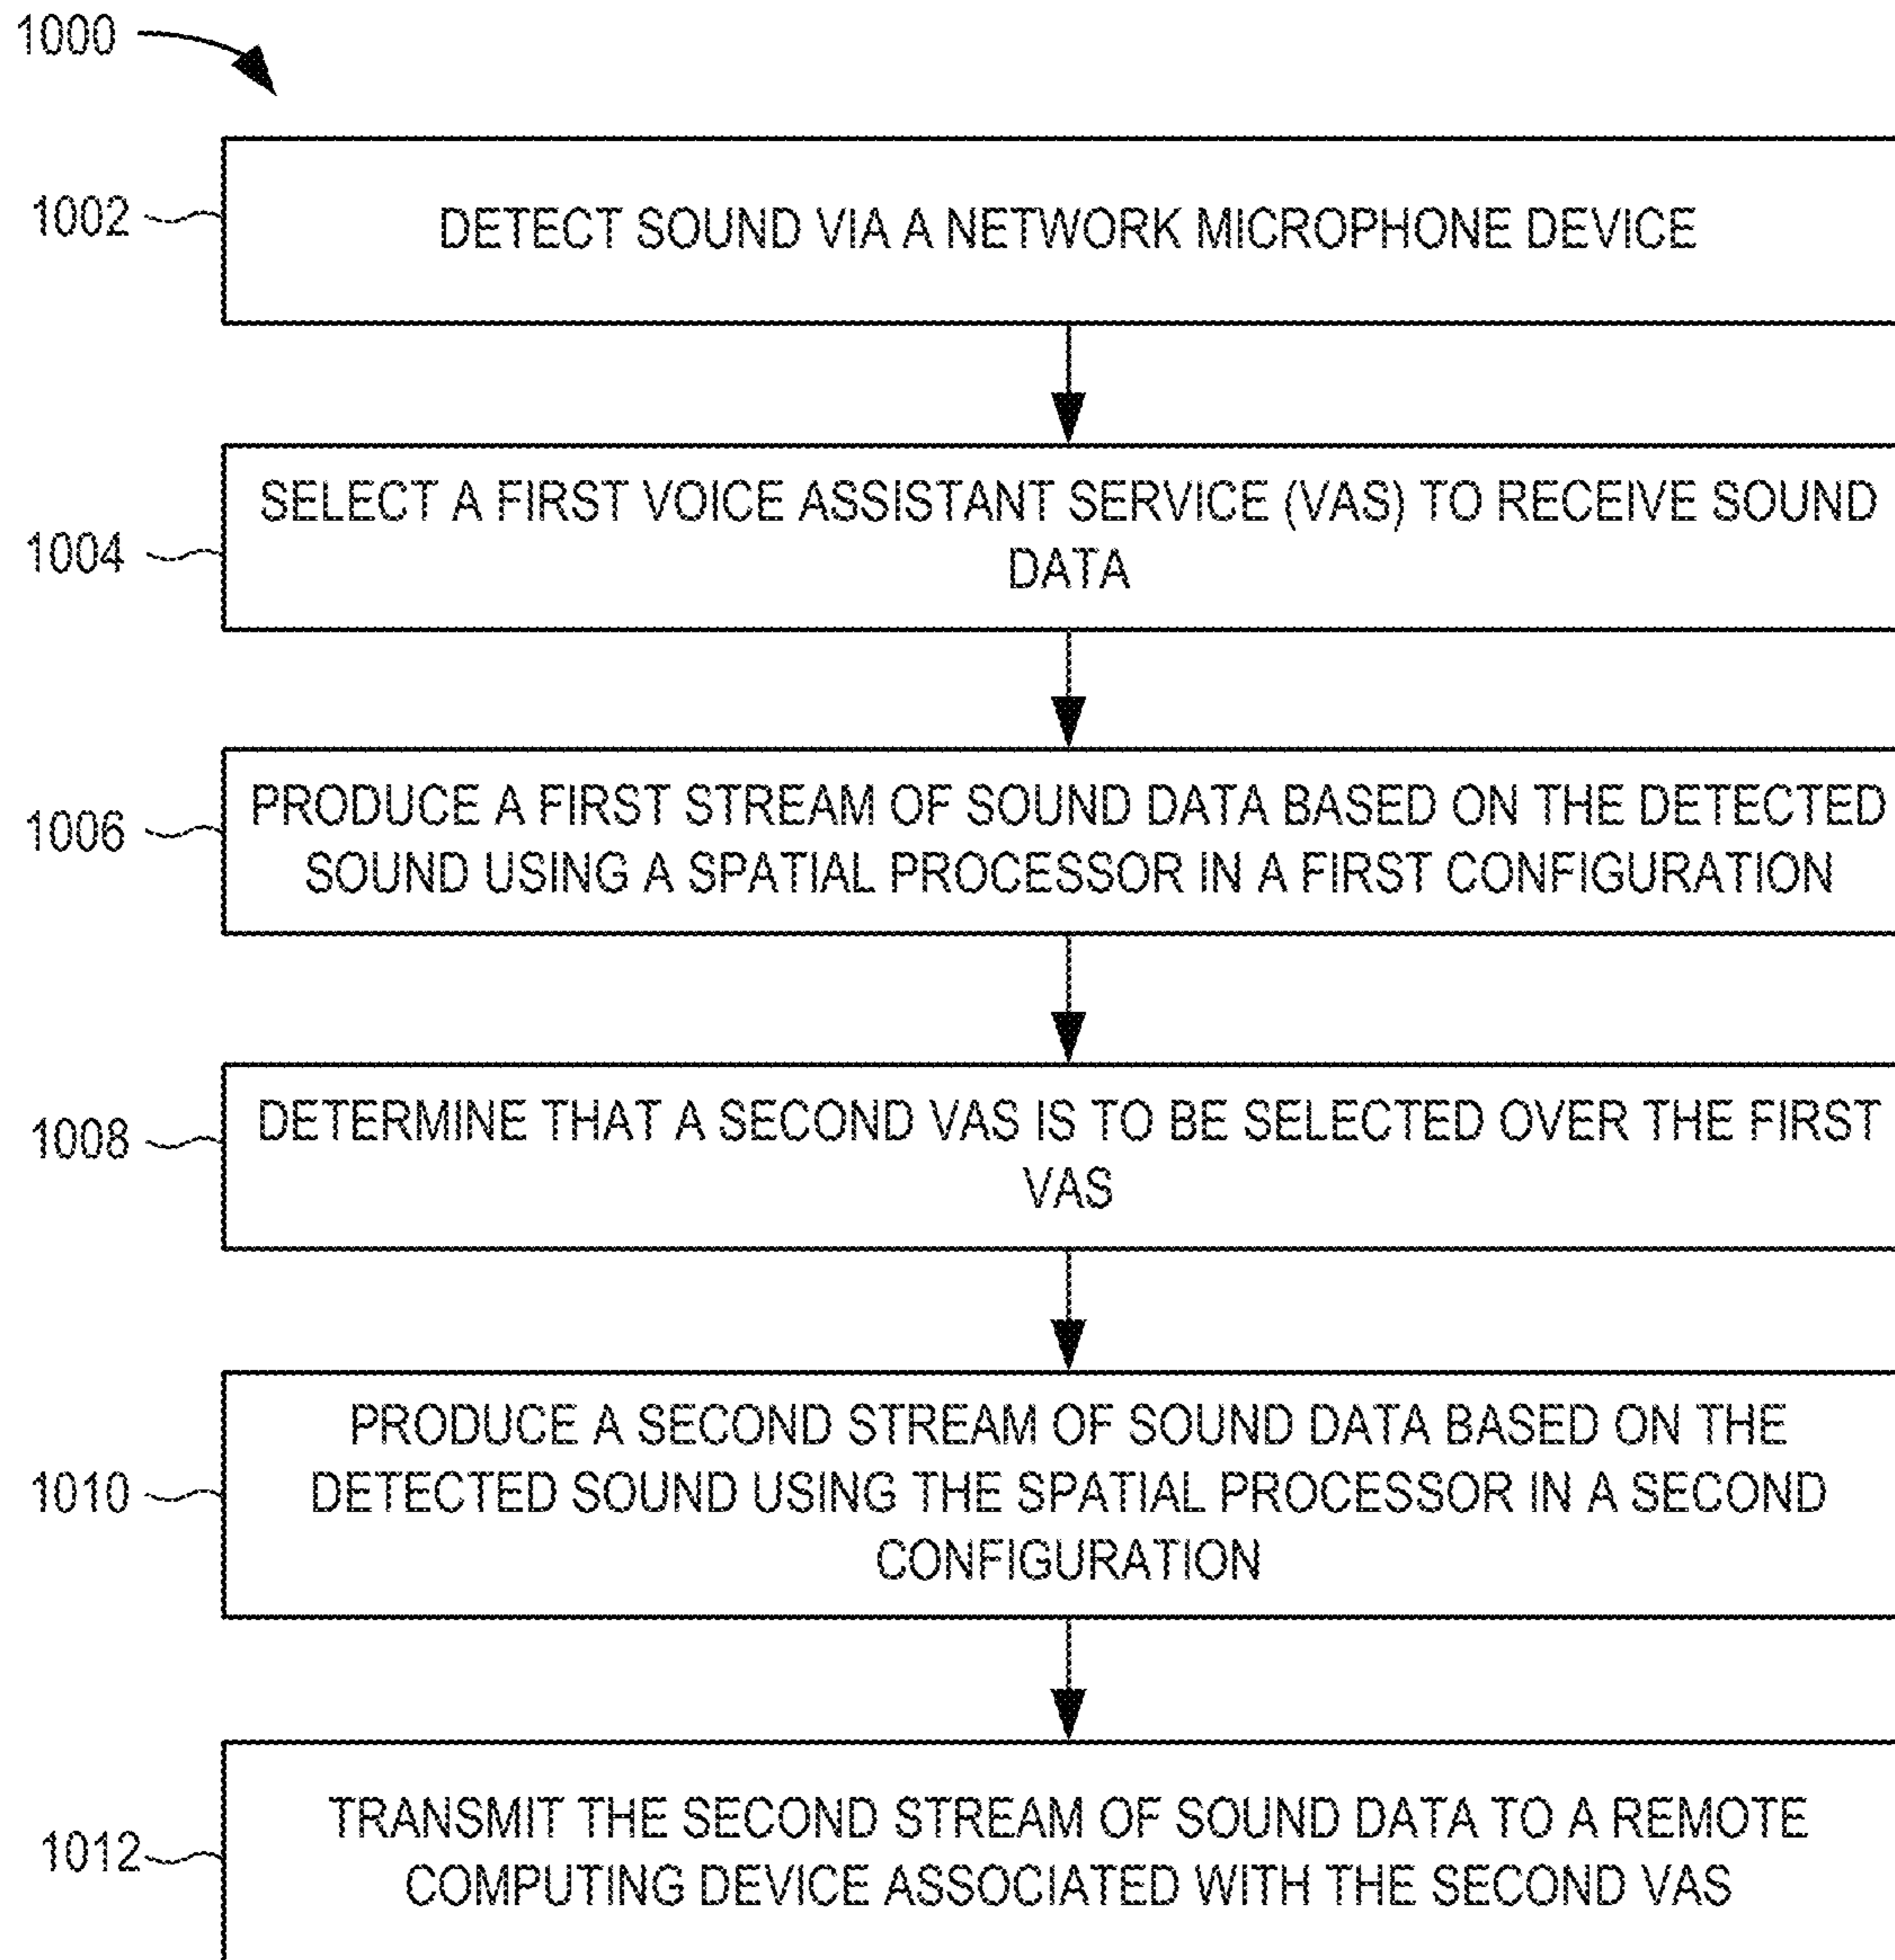 1000
1002
DETECT SOUND VIA A NETWORK MICROPHONE DEVICE
1004
SELECT A FIRST VOICE ASSISTANT SERVICE (VAS) TO RECEIVE SOUND
DATA
1006
PRODUCE A FIRST STREAM OF SOUND DATA BASED ON THE DETECTED
SOUND USING A SPATIAL PROCESSOR IN A FIRST CONFIGURATION
1008
DETERMINE THAT A SECOND VAS IS TO BE SELECTED OVER THE FIRST
VAS
1010
PRODUCE A SECOND STREAM OF SOUND DATA BASED ON THE
DETECTED SOUND USING THE SPATIAL PROCESSOR IN A SECOND
CONFIGURATION
1012
TRANSMIT THE SECOND STREAM OF SOUND DATA TO A REMOTE
COMPUTING DEVICE ASSOCIATED WITH THE SECOND VAS